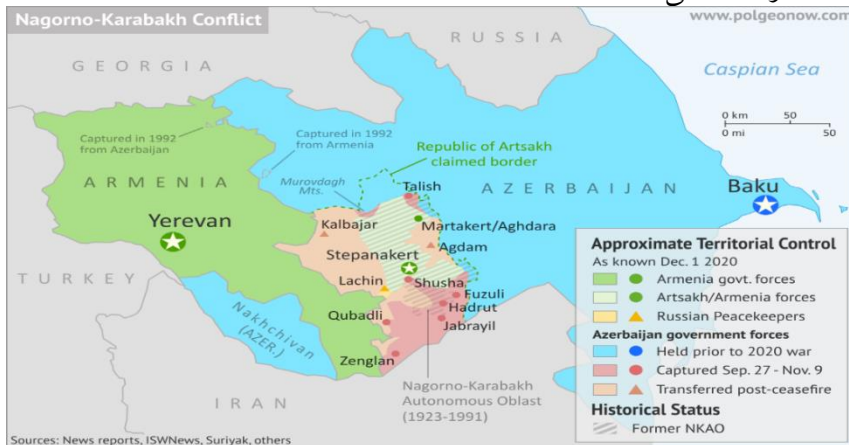 Nagorno-Karabakh Conflict
www.polgeonow.com
RUSSIA
GEORGIA
Caspian Sea
0 km 50
0 mi 50
Captured in 1992
from Azerbaijan
Captured in 1992
from Armenia
Republic of Artsakh
claimed border
ARMENIA
Murovdagh
Mts.
Talish
AZERBAIJAN
Baku
Yerevan
Kalbajar
Martakert/Aghdara
Stepanakert
Agdam
TURKEY
Lachin
Shusha
Fuzuli
Nakhchivan
(AZER.)
Qubadli
Hadrut
Jabrayil
Zenglan
IRAN
Nagorno-Karabakh
Autonomous Oblast
(1923-1991)
Approximate Territorial Control
As known Dec. 1 2020
Armenia govt. forces
Artsakh/Armenia forces
Russian Peacekeepers
Azerbaijan government forces
Held prior to 2020 war
Captured Sep. 27 - Nov. 9
Transferred post-ceasefire
Historical Status
Former NKAO
Sources: News reports, ISWNews, Suriyak, others